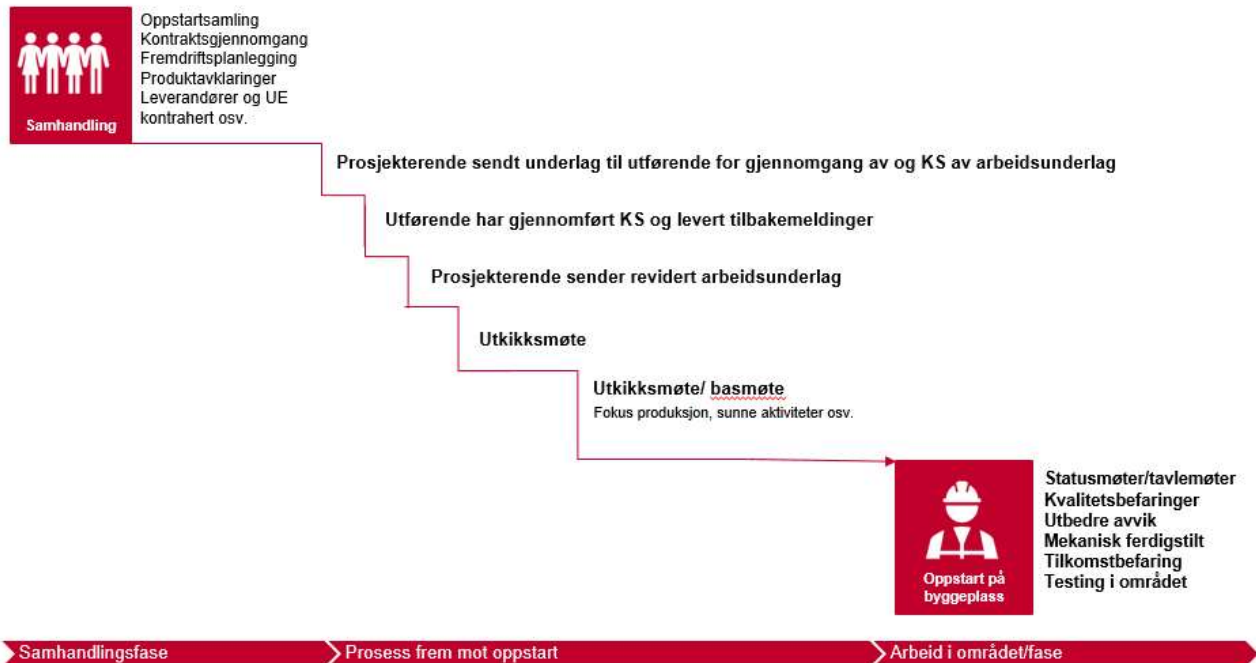 Samhandling
Oppstartsamling
Kontraktsgjennomgang
Fremdriftsplanlegging
Produktavklaringer
Leverandører og UE
kontrahert osv.
Prosjekterende sendt underlag til utførende for gjennomgang av og KS av arbeidsunderlag
Utførende har gjennomført KS og levert tilbakemeldinger
Prosjekterende sender revidert arbeidsunderlag
Utkikksmøte
Utkikksmøte/ basmøte
Fokus produksjon, sunne aktiviteter osv.
Oppstart på
byggeplass
Statusmøter/tavlemøter
Kvalitetsbefaringer
Utbedre avvik
Mekanisk ferdigstilt
Tilkomstbefaring
Testing i området
Samhandlingsfase
Prosess frem mot oppstart
Arbeid i området/fase